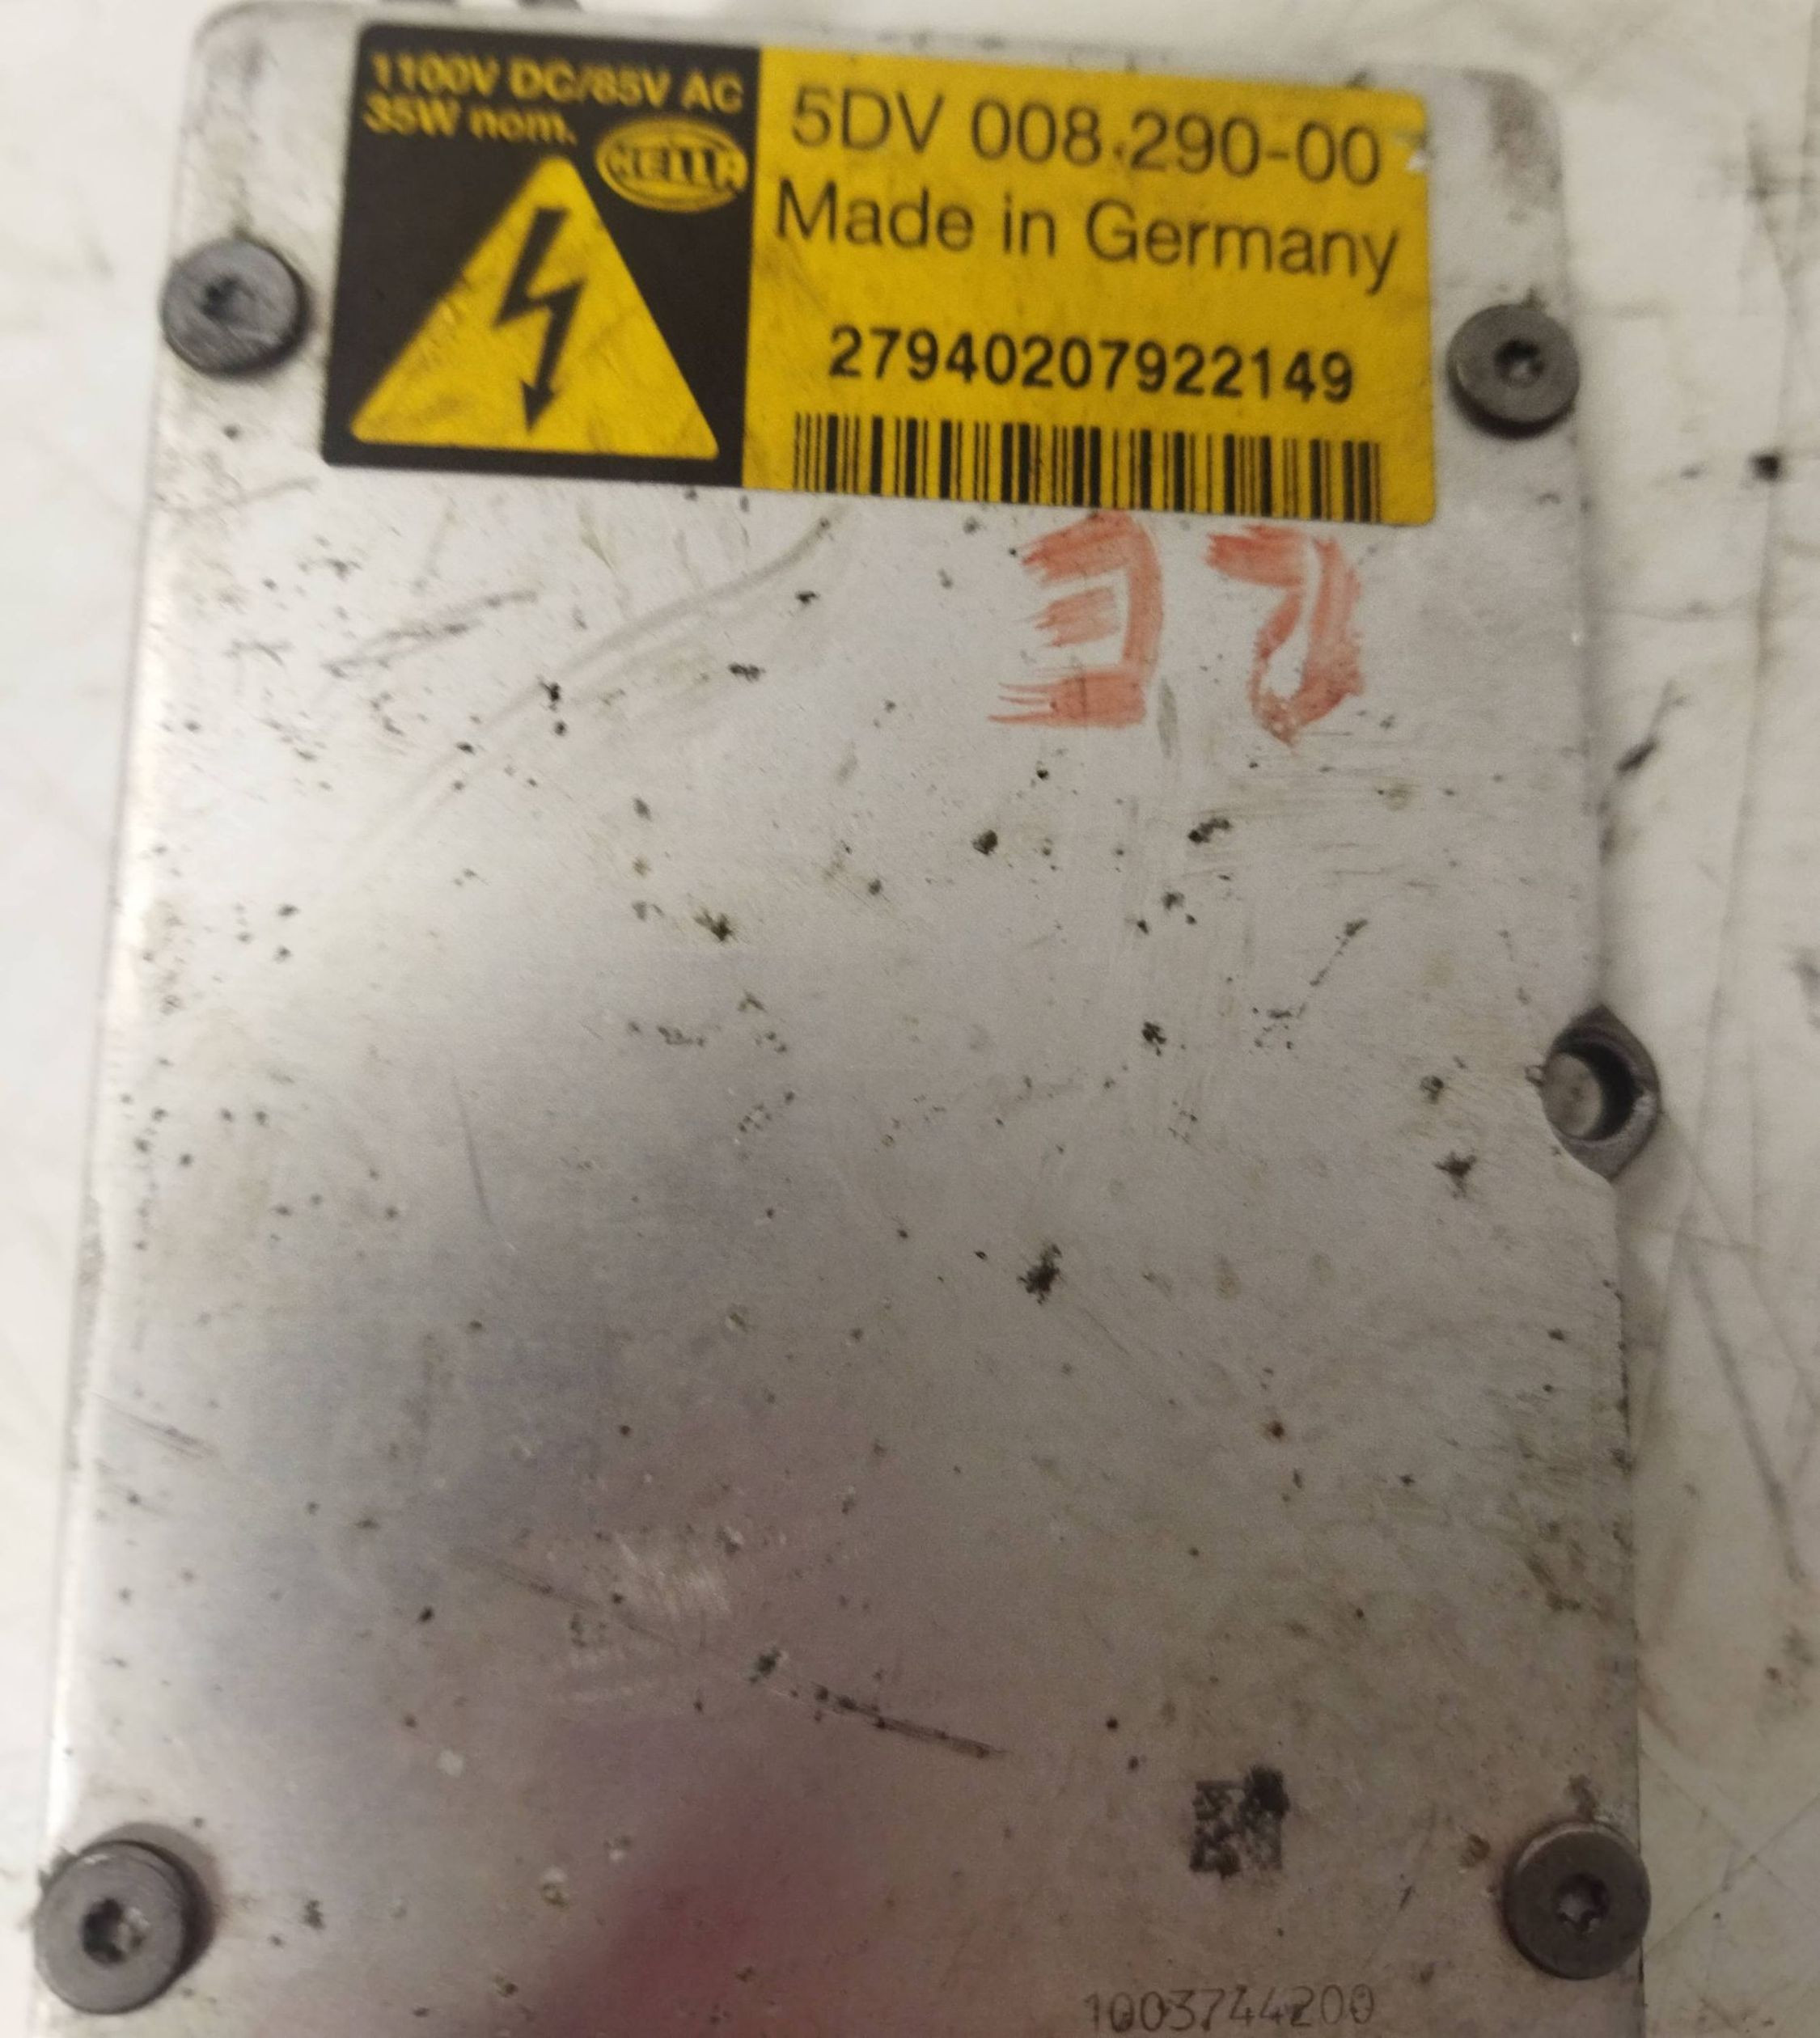 1100V DC/85V AC
35W nom.
HELLA
5DV 008.290-00
Made in Germany
27940207922149
1003744200